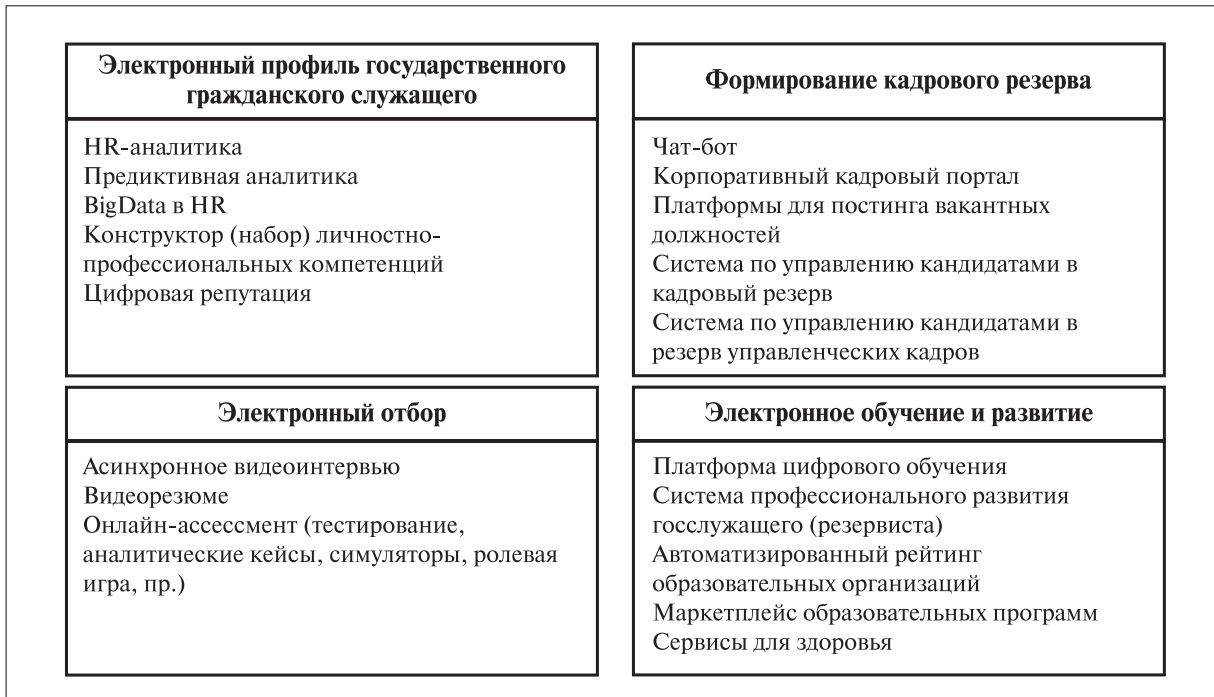 Электронный профиль государственного
гражданского служащего
HR-аналитика
Предиктивная аналитика
BigData в HR
Конструктор (набор) личностно-
профессиональных компетенций
Цифровая репутация
Формирование кадрового резерва
Чат-бот
Корпоративный кадровый портал
Платформы для постинга вакантных
должностей
Система по управлению кандидатами в
кадровый резерв
Система по управлению кандидатами в
резерв управленческих кадров
Электронный отбор
Асинхронное видеоинтервью
Видеорезюме
Онлайн-ассессмент (тестирование,
аналитические кейсы, симуляторы, ролевая
игра, пр.)
Электронное обучение и развитие
Платформа цифрового обучения
Система профессионального развития
госслужащего (резервиста)
Автоматизированный рейтинг
образовательных организаций
Маркетплейс образовательных программ
Сервисы для здоровья